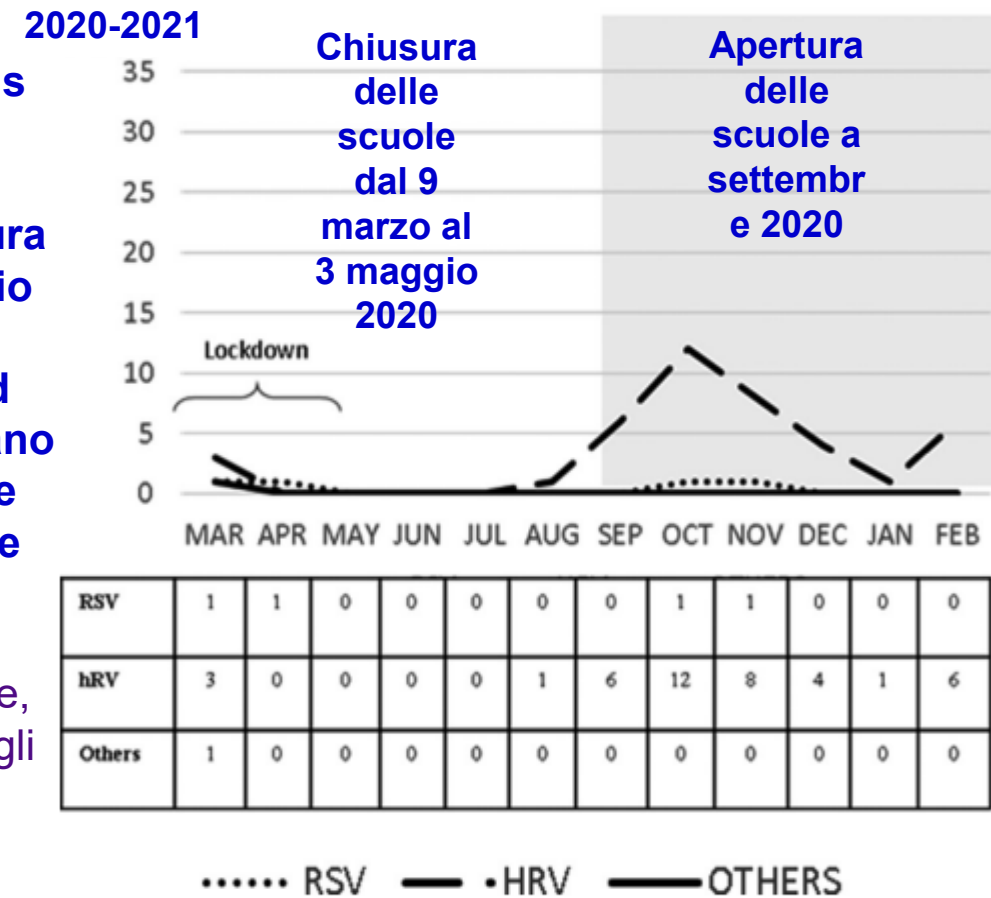 2020-2021
s
ura
io
d
ano
e
e
e,
gli
Chiusura
delle
scuole
dal 9
marzo al
3 maggio
2020
Apertura
delle
scuole a
settembr
e 2020
35
30
25
20
15
10
5
0
Lockdown
MAR APR MAY JUN JUL AUG SEP OCT NOV DEC JAN FEB
RSV 1 1 0 0 0 0 0 1 1 0 0 0
hRV 3 0 0 0 0 1 6 12 8 4 1 6
Others 1 0 0 0 0 0 0 0 0 0 0 0
RSV HRV OTHERS